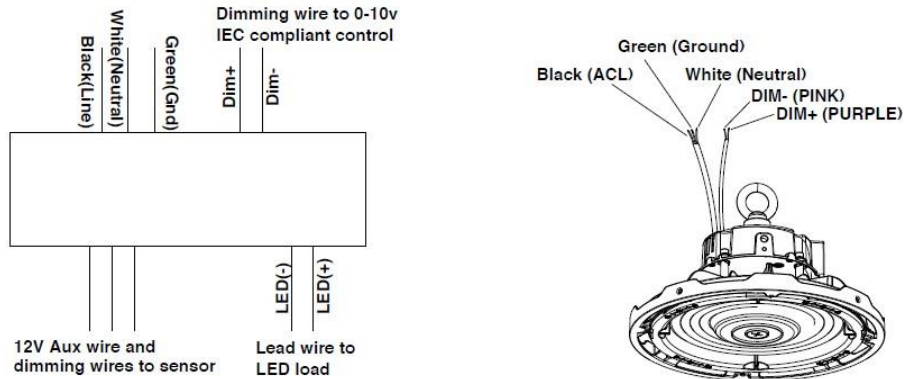 Dimming wire to 0-10v
IEC compliant control
Black(Line)
White(Neutral)
Green(Gnd)
Dim+
Dim-
LED(-)
LED(+)
12V Aux wire and
dimming wires to sensor
Lead wire to
LED load
Green (Ground)
Black (ACL)
White (Neutral)
DIM- (PINK)
DIM+ (PURPLE)